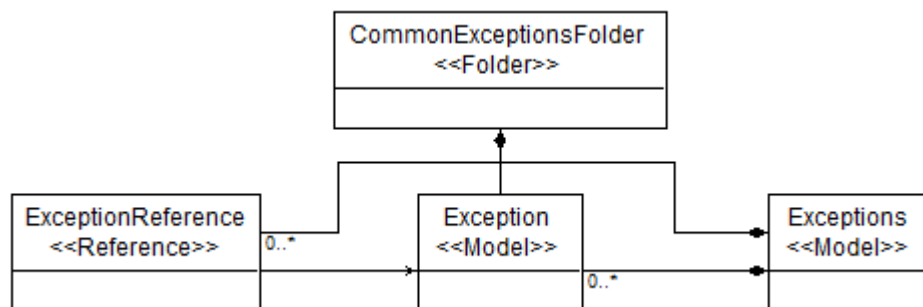 CommonExceptionsFolder
<<Folder>>
ExceptionReference
<<Reference>>
0..*
Exception
<<Model>>
0..*
Exceptions
<<Model>>